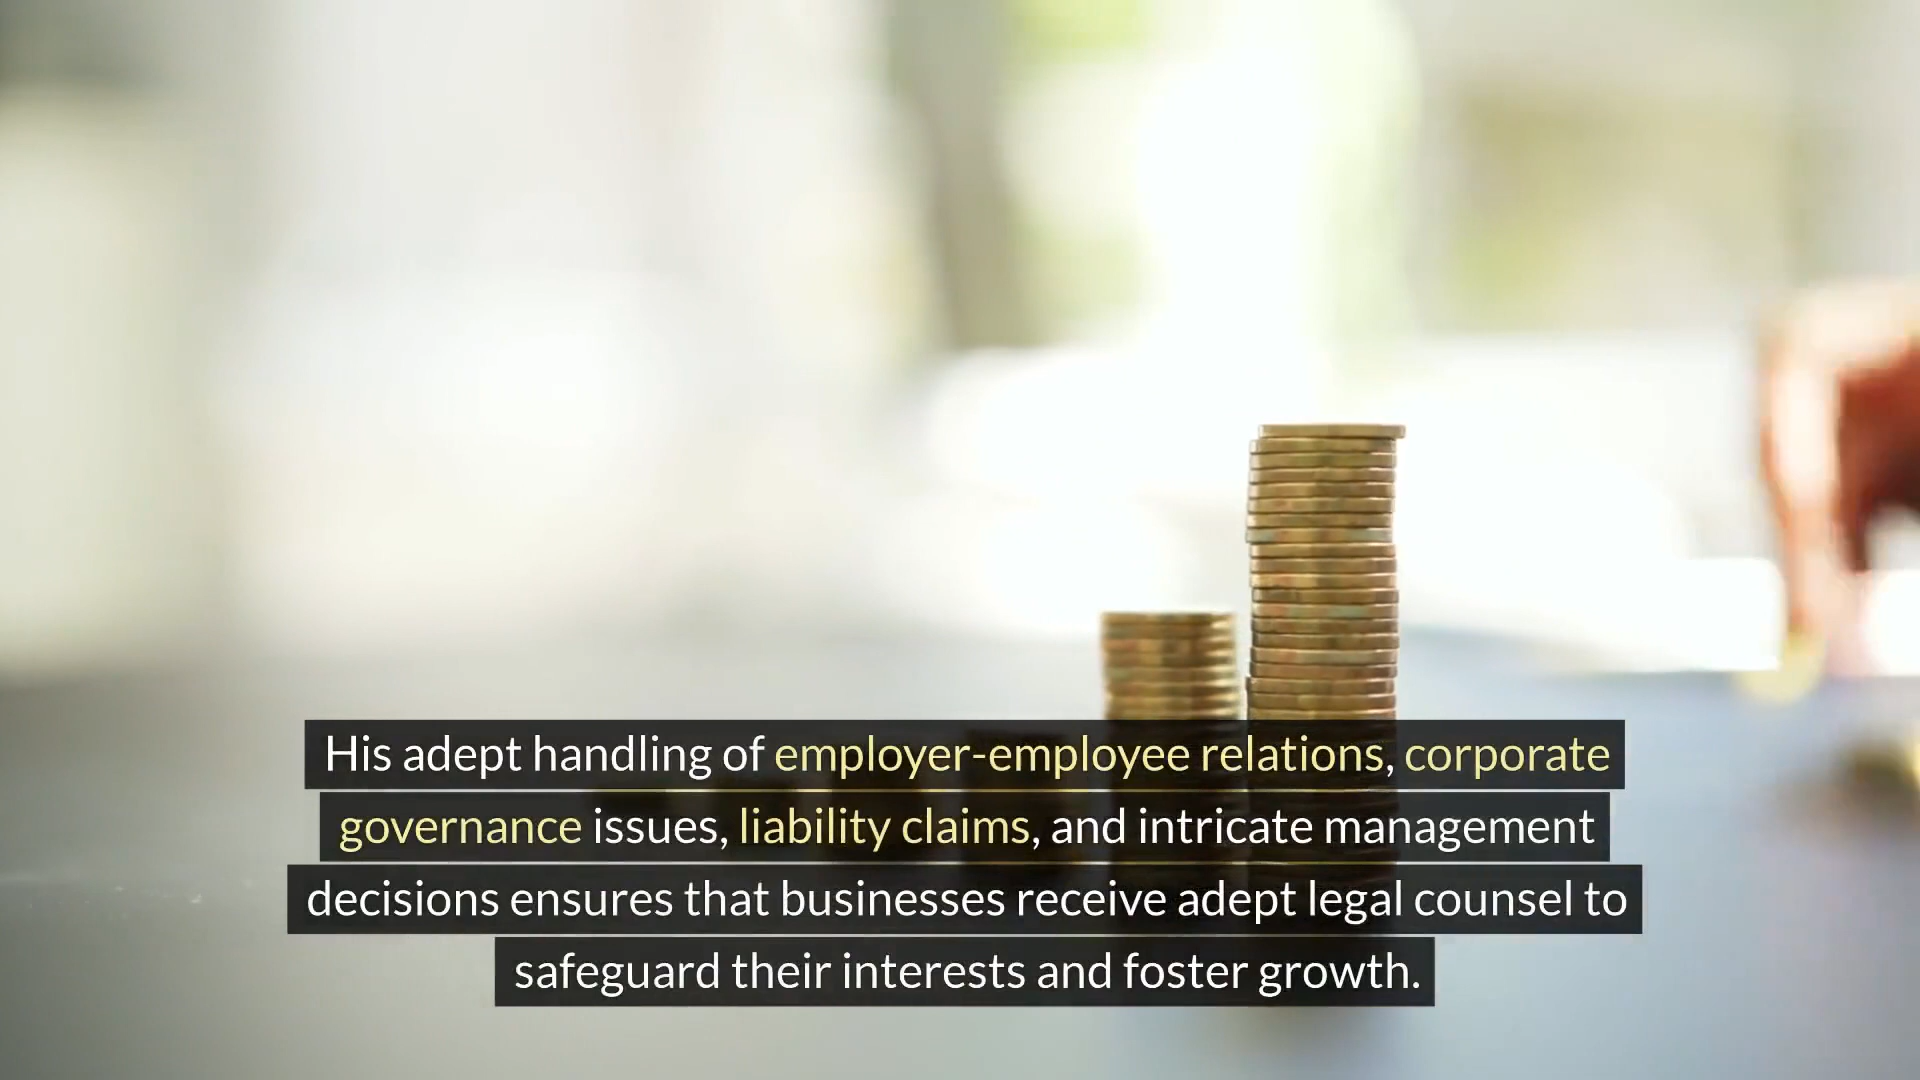 His adept handling of employer-employee relations, corporate
governance issues, liability claims, and intricate management
decisions ensures that businesses receive adept legal counsel to
safeguard their interests and foster growth.